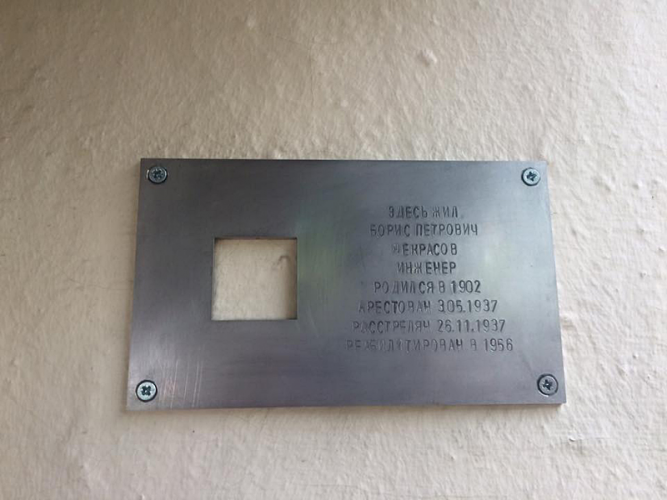 ЗДЕСЬ ЖИЛ
БОРИС ПЕТРОВИЧ
НЕКРАСОВ
ИНЖЕНЕР
РОДИЛСЯ В 1902
АРЕСТОВАН 3.05.1937
РАССТРЕЛЯН 26.11.1937
РЕАБИЛИТИРОВАН В 1956